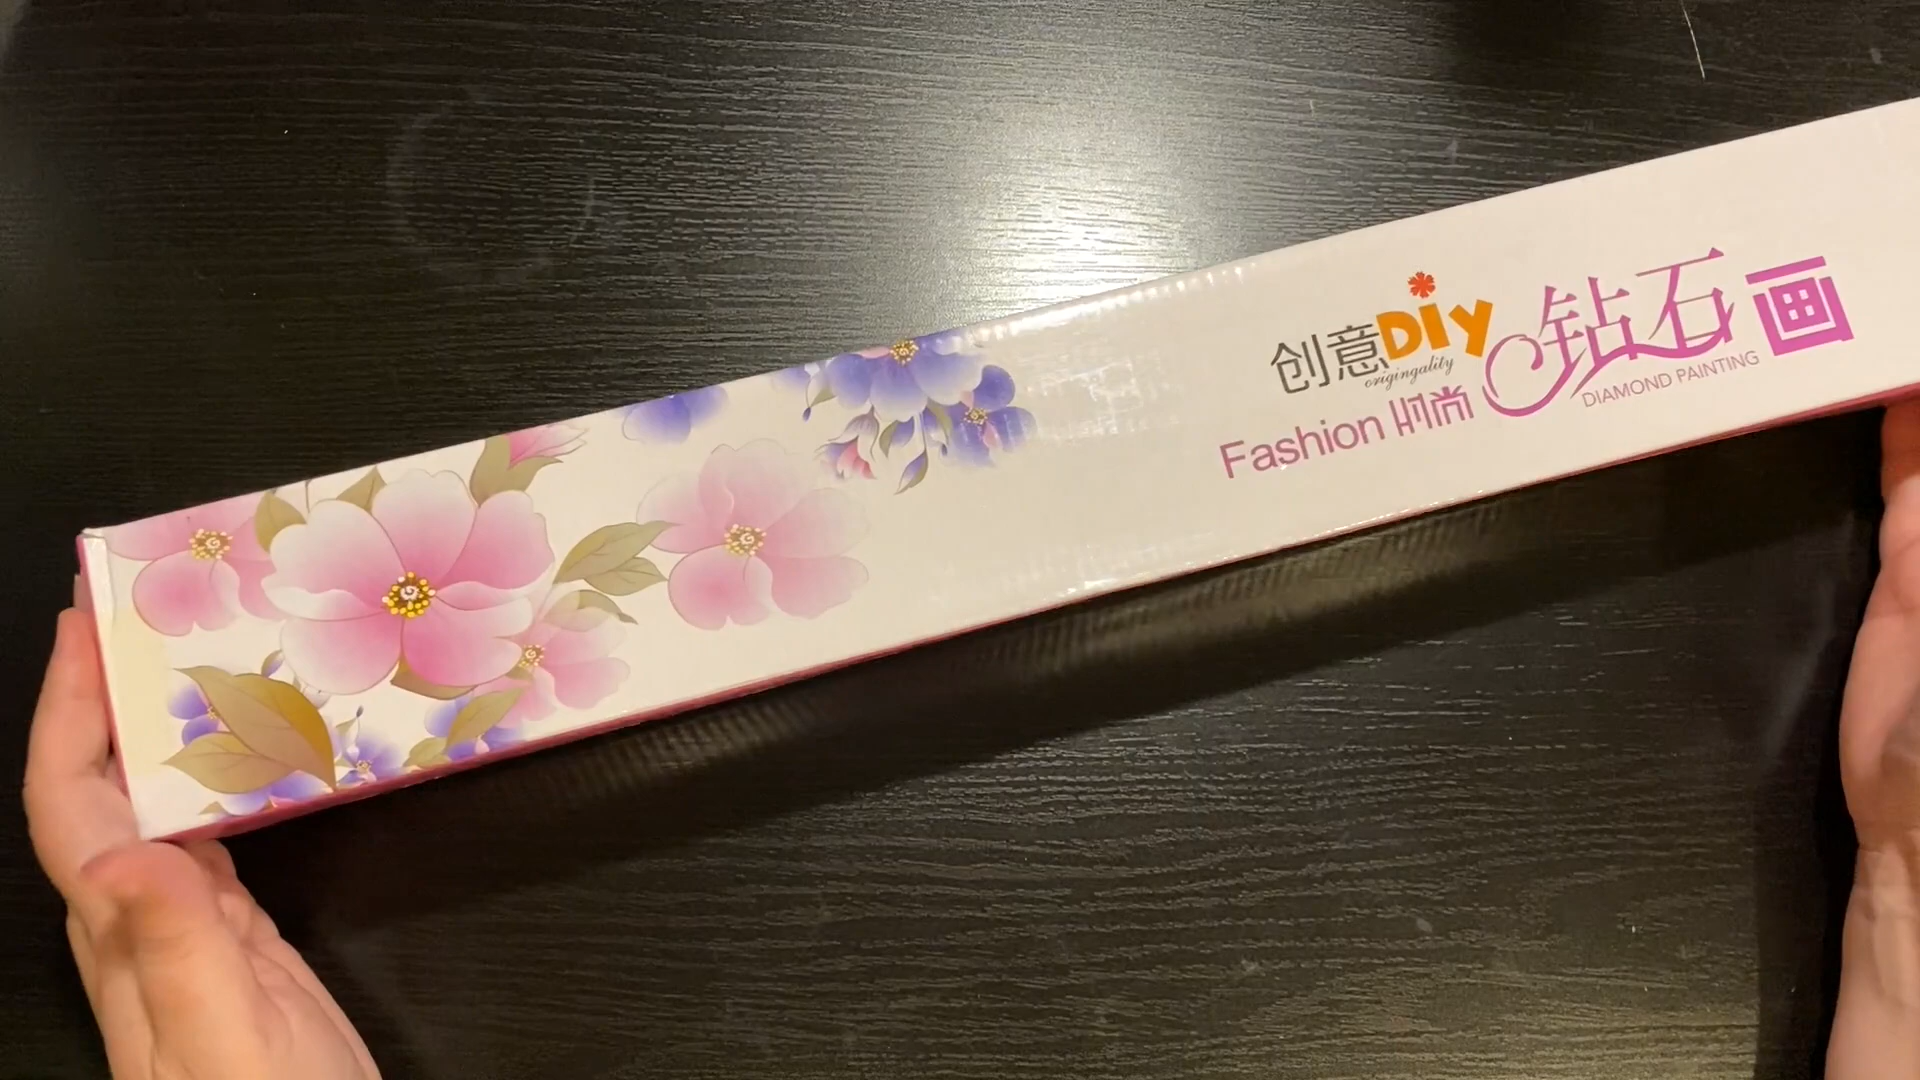 创意DIY
origingality
Fashion 时尚 钻石画
DIAMOND PAINTING